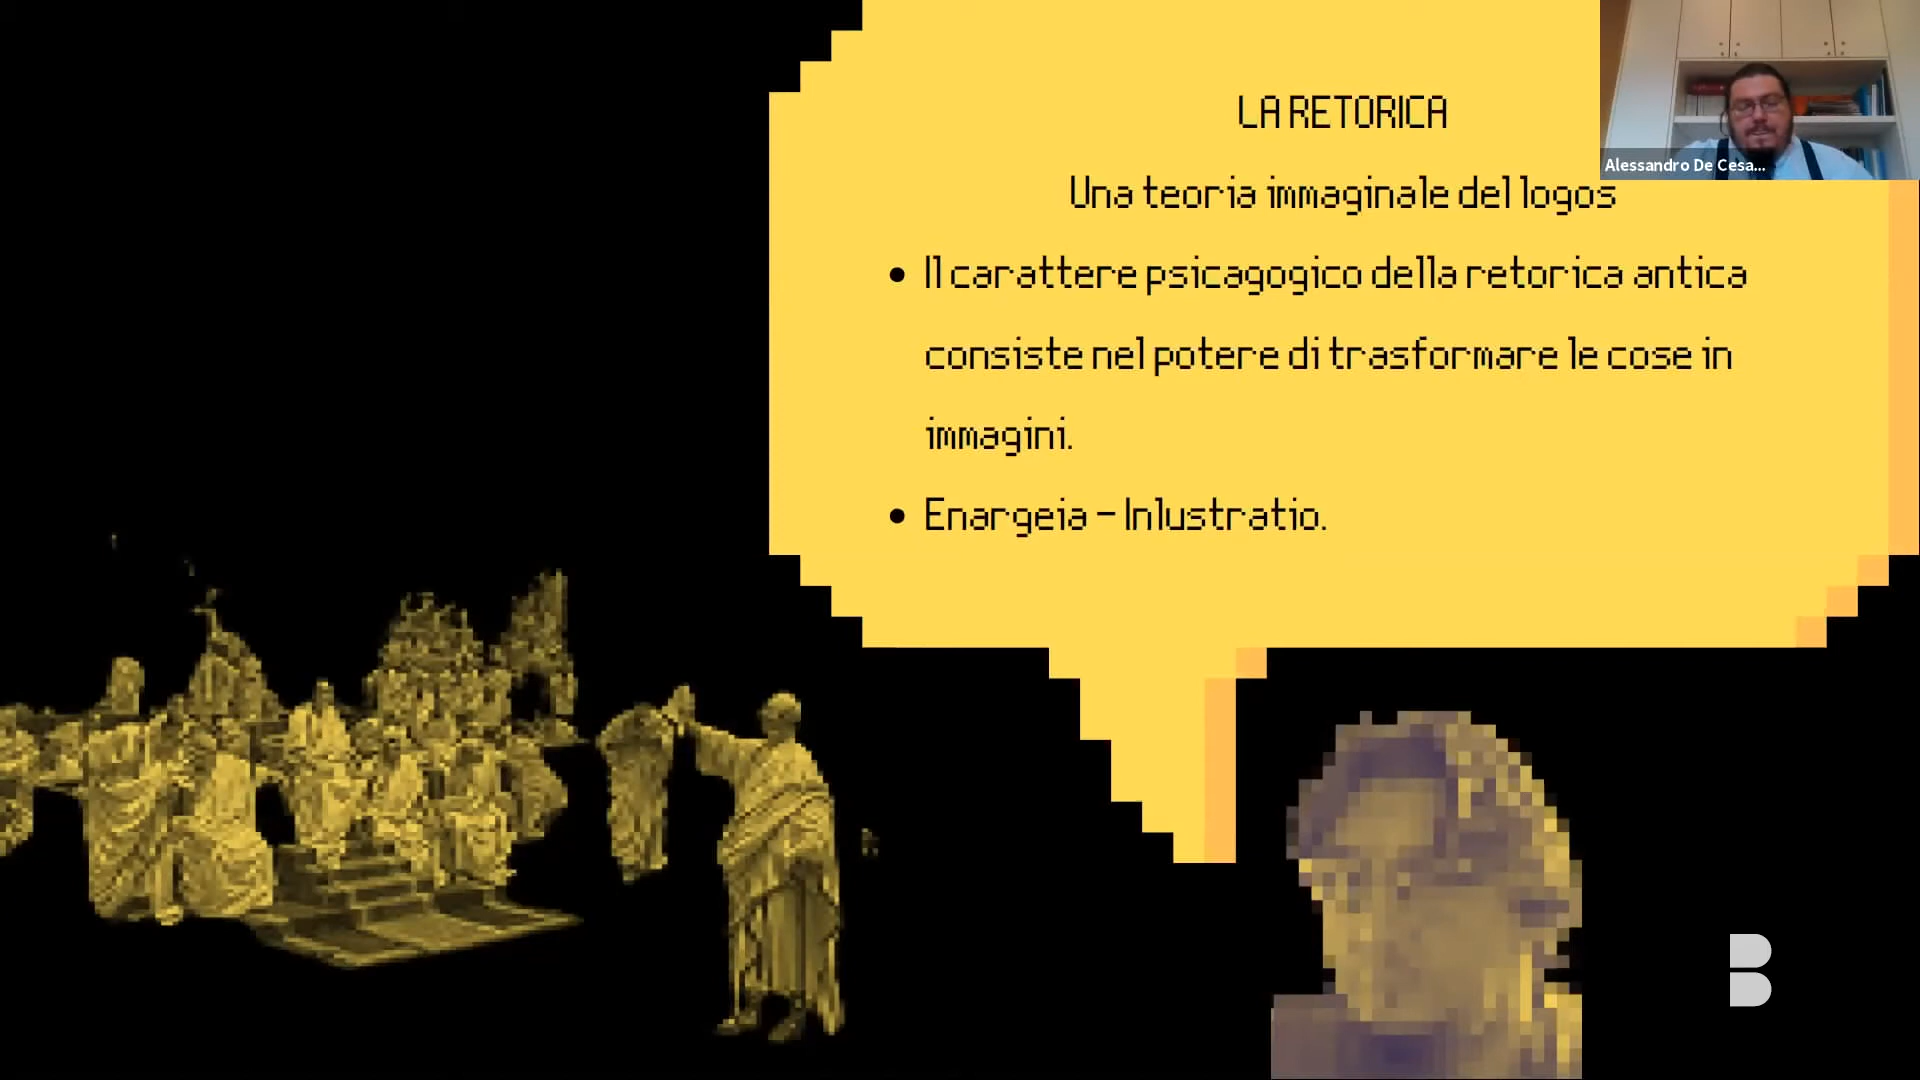 LA RETORICA
Una teoria immaginale del logos
• Il carattere psicagogico della retorica antica
consiste nel potere di trasformare le cose in
immagini.
• Enargeia – Inlustratio.
Alessandro De Cesa...